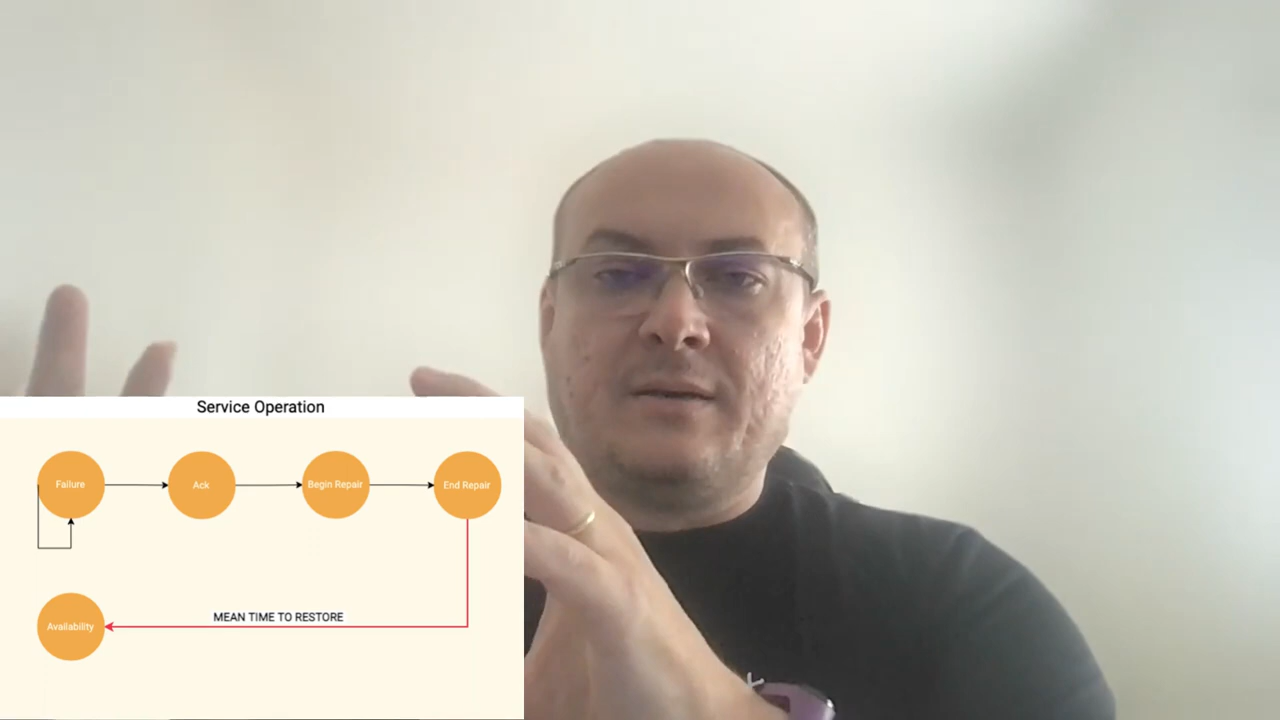 Service Operation
Failure
Ack
Begin Repair
End Repair
MEAN TIME TO RESTORE
Availability